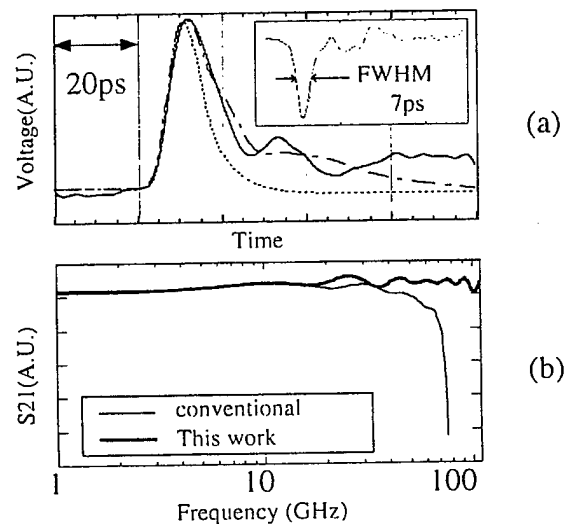 20ps
FWHM
7ps
Voltage(A.U.)
(a)
Time
S21(A.U.)
(b)
conventional
This work
1
10
100
Frequency (GHz)